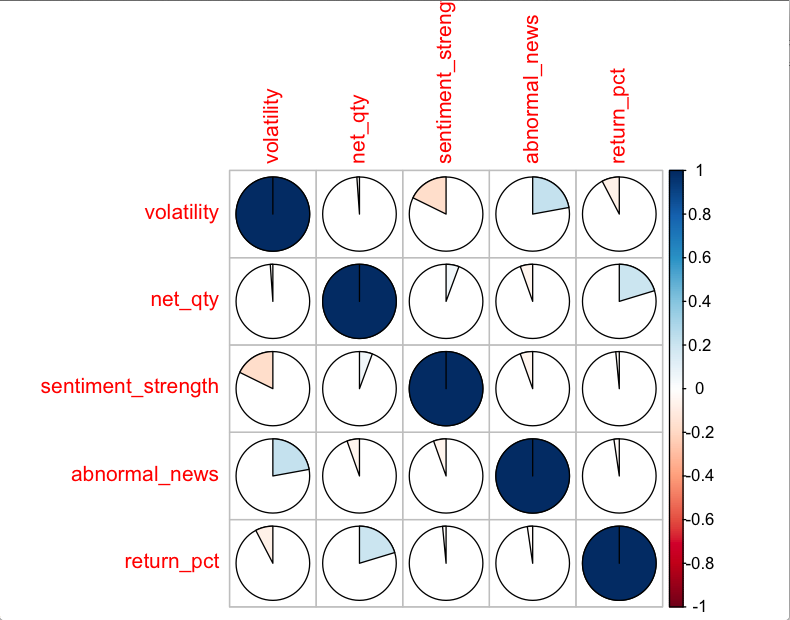 volatility
net_qty
sentiment_streng
abnormal_news
return_pct
volatility
net_qty
sentiment_strength
abnormal_news
return_pct
1
0.8
0.6
0.4
0.2
0
-0.2
-0.4
-0.6
-0.8
-1